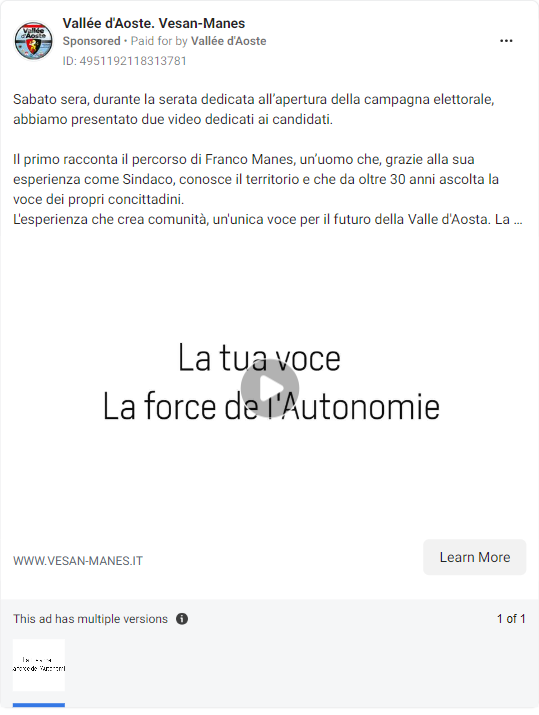 Vallée d'Aoste. Vesan-Manes
Sponsored • Paid for by Vallée d'Aoste
ID: 4951192118313781
Sabato sera, durante la serata dedicata all'apertura della campagna elettorale,
abbiamo presentato due video dedicati ai candidati.
Il primo racconta il percorso di Franco Manes, un'uomo che, grazie alla sua
esperienza come Sindaco, conosce il territorio e che da oltre 30 anni ascolta la
voce dei propri concittadini.
L'esperienza che crea comunità, un'unica voce per il futuro della Valle d'Aosta. La ...
La tua voce
La force de l'Autonomie
WWW.VESAN-MANES.IT
Learn More
This ad has multiple versions
1 of 1